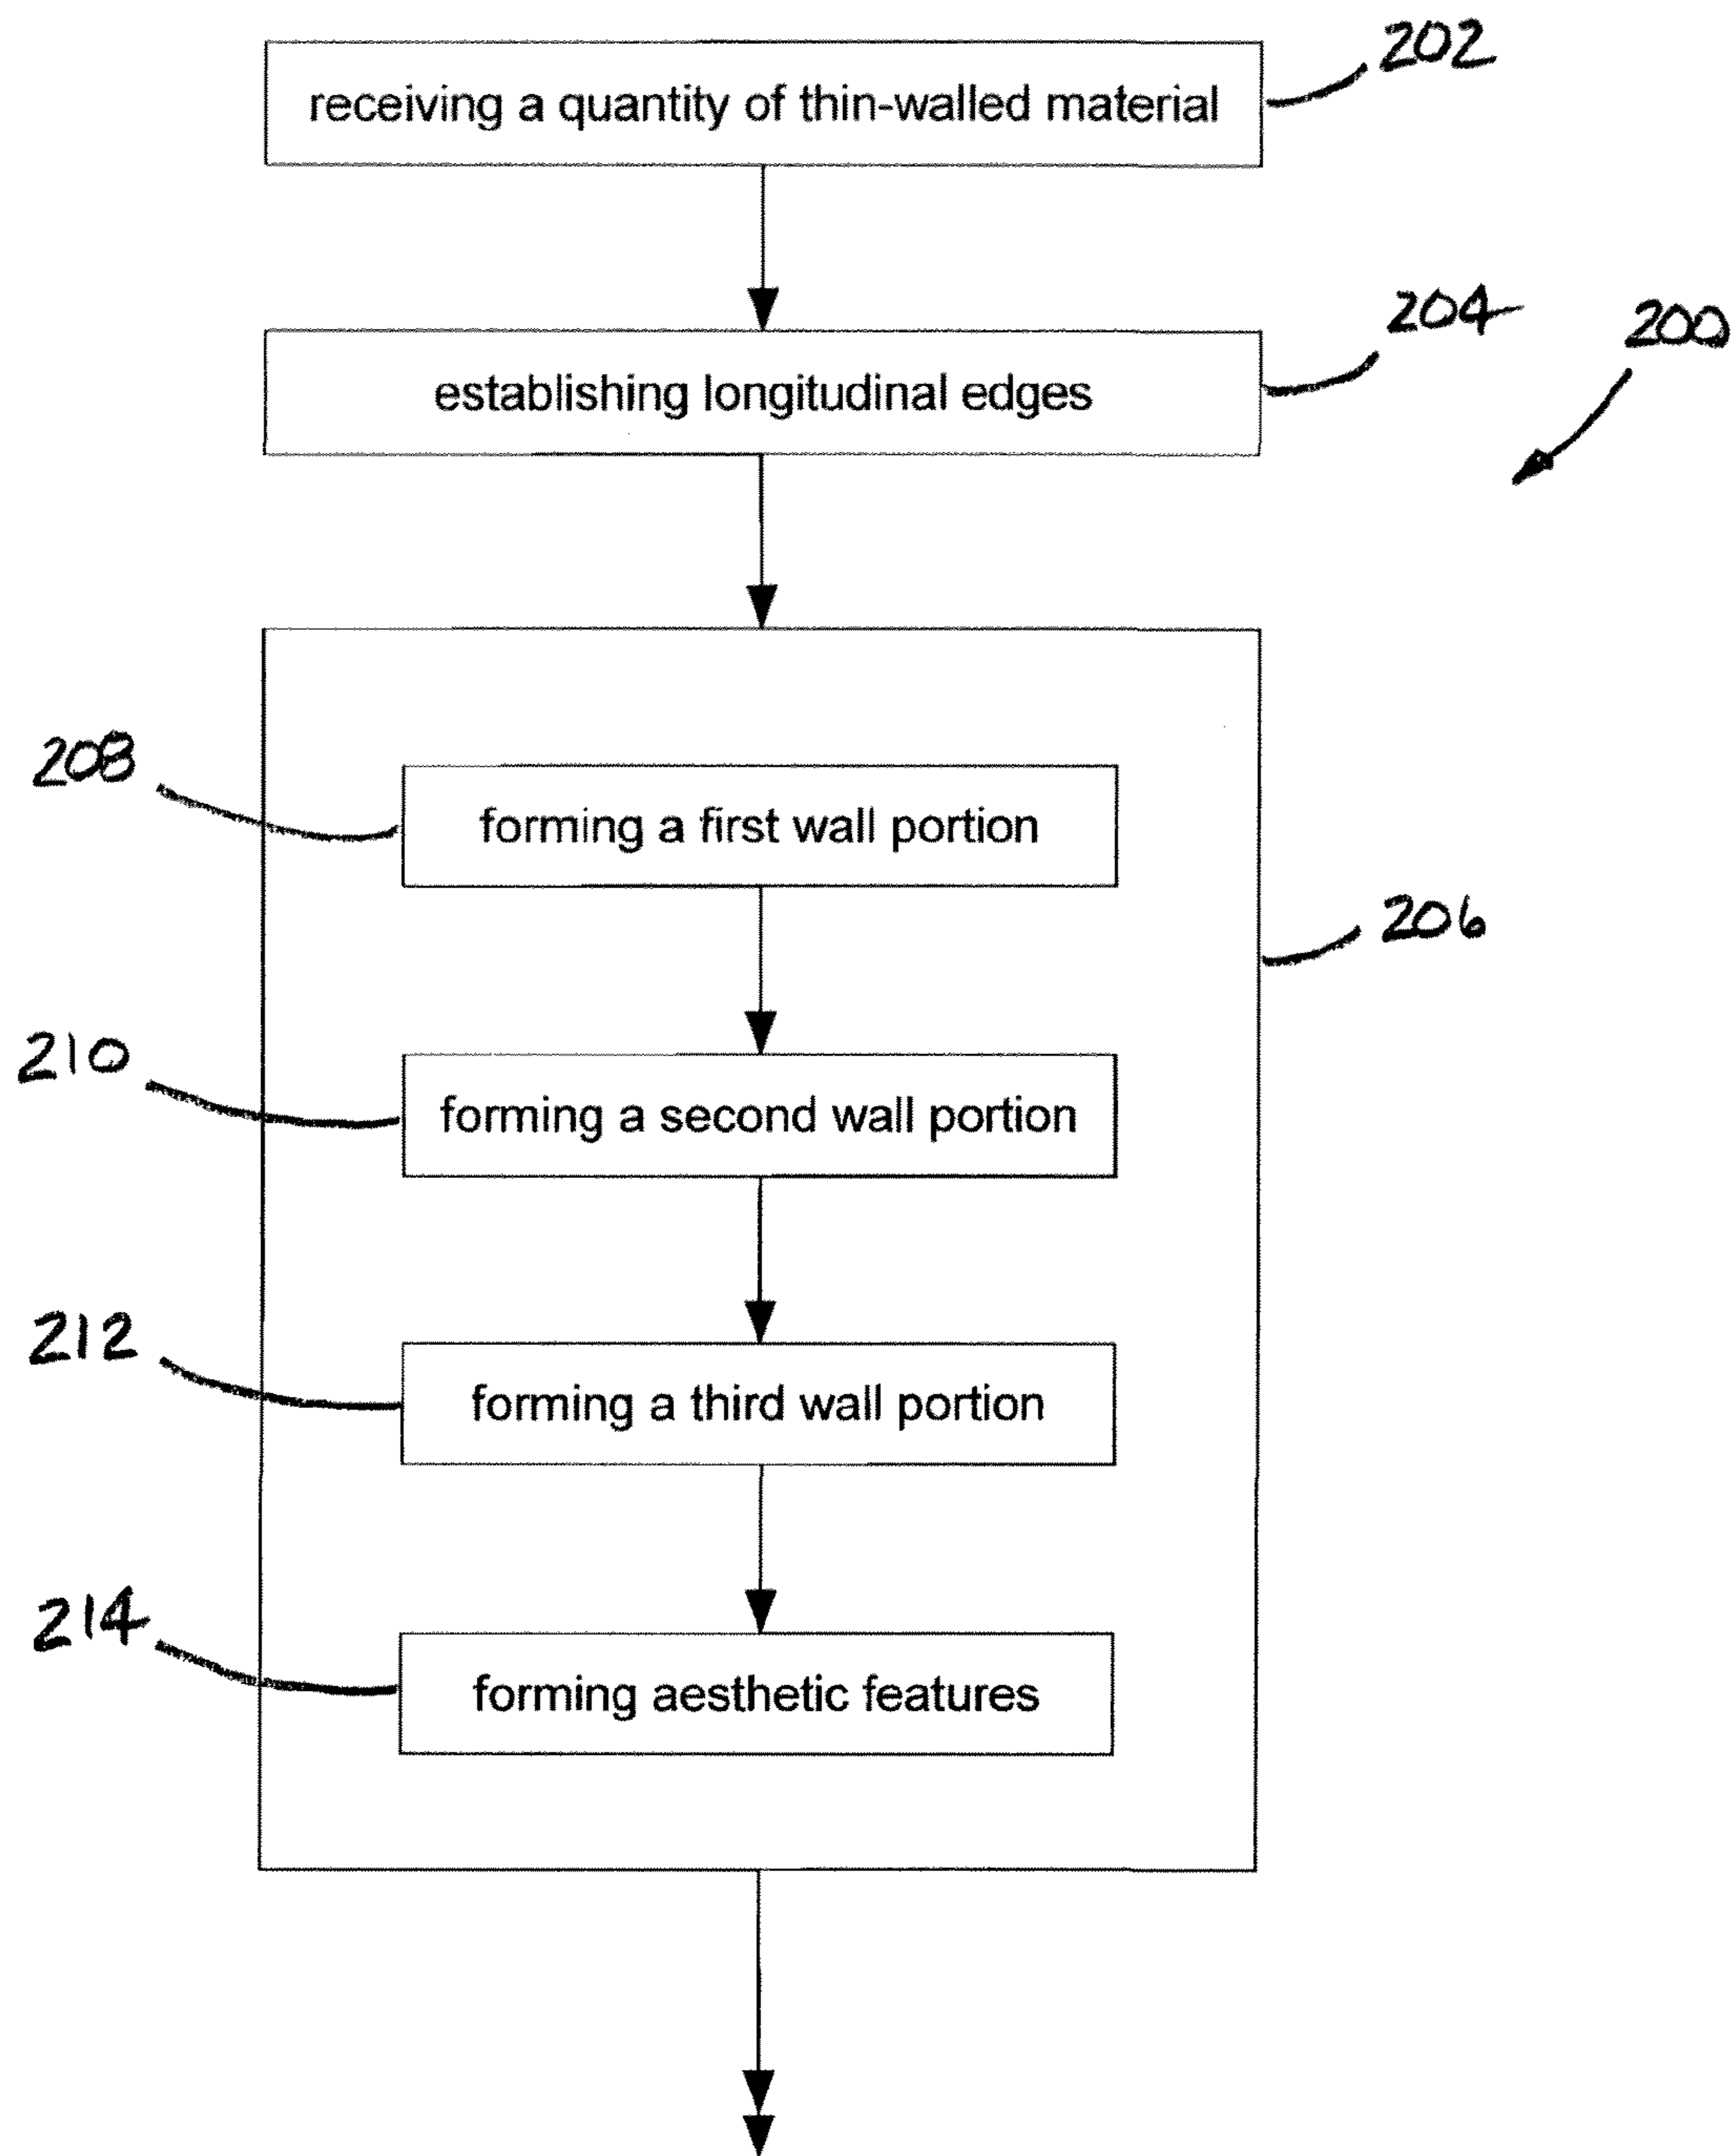 202
receiving a quantity of thin-walled material
204
200
establishing longitudinal edges
208
forming a first wall portion
206
210
forming a second wall portion
212
forming a third wall portion
214
forming aesthetic features